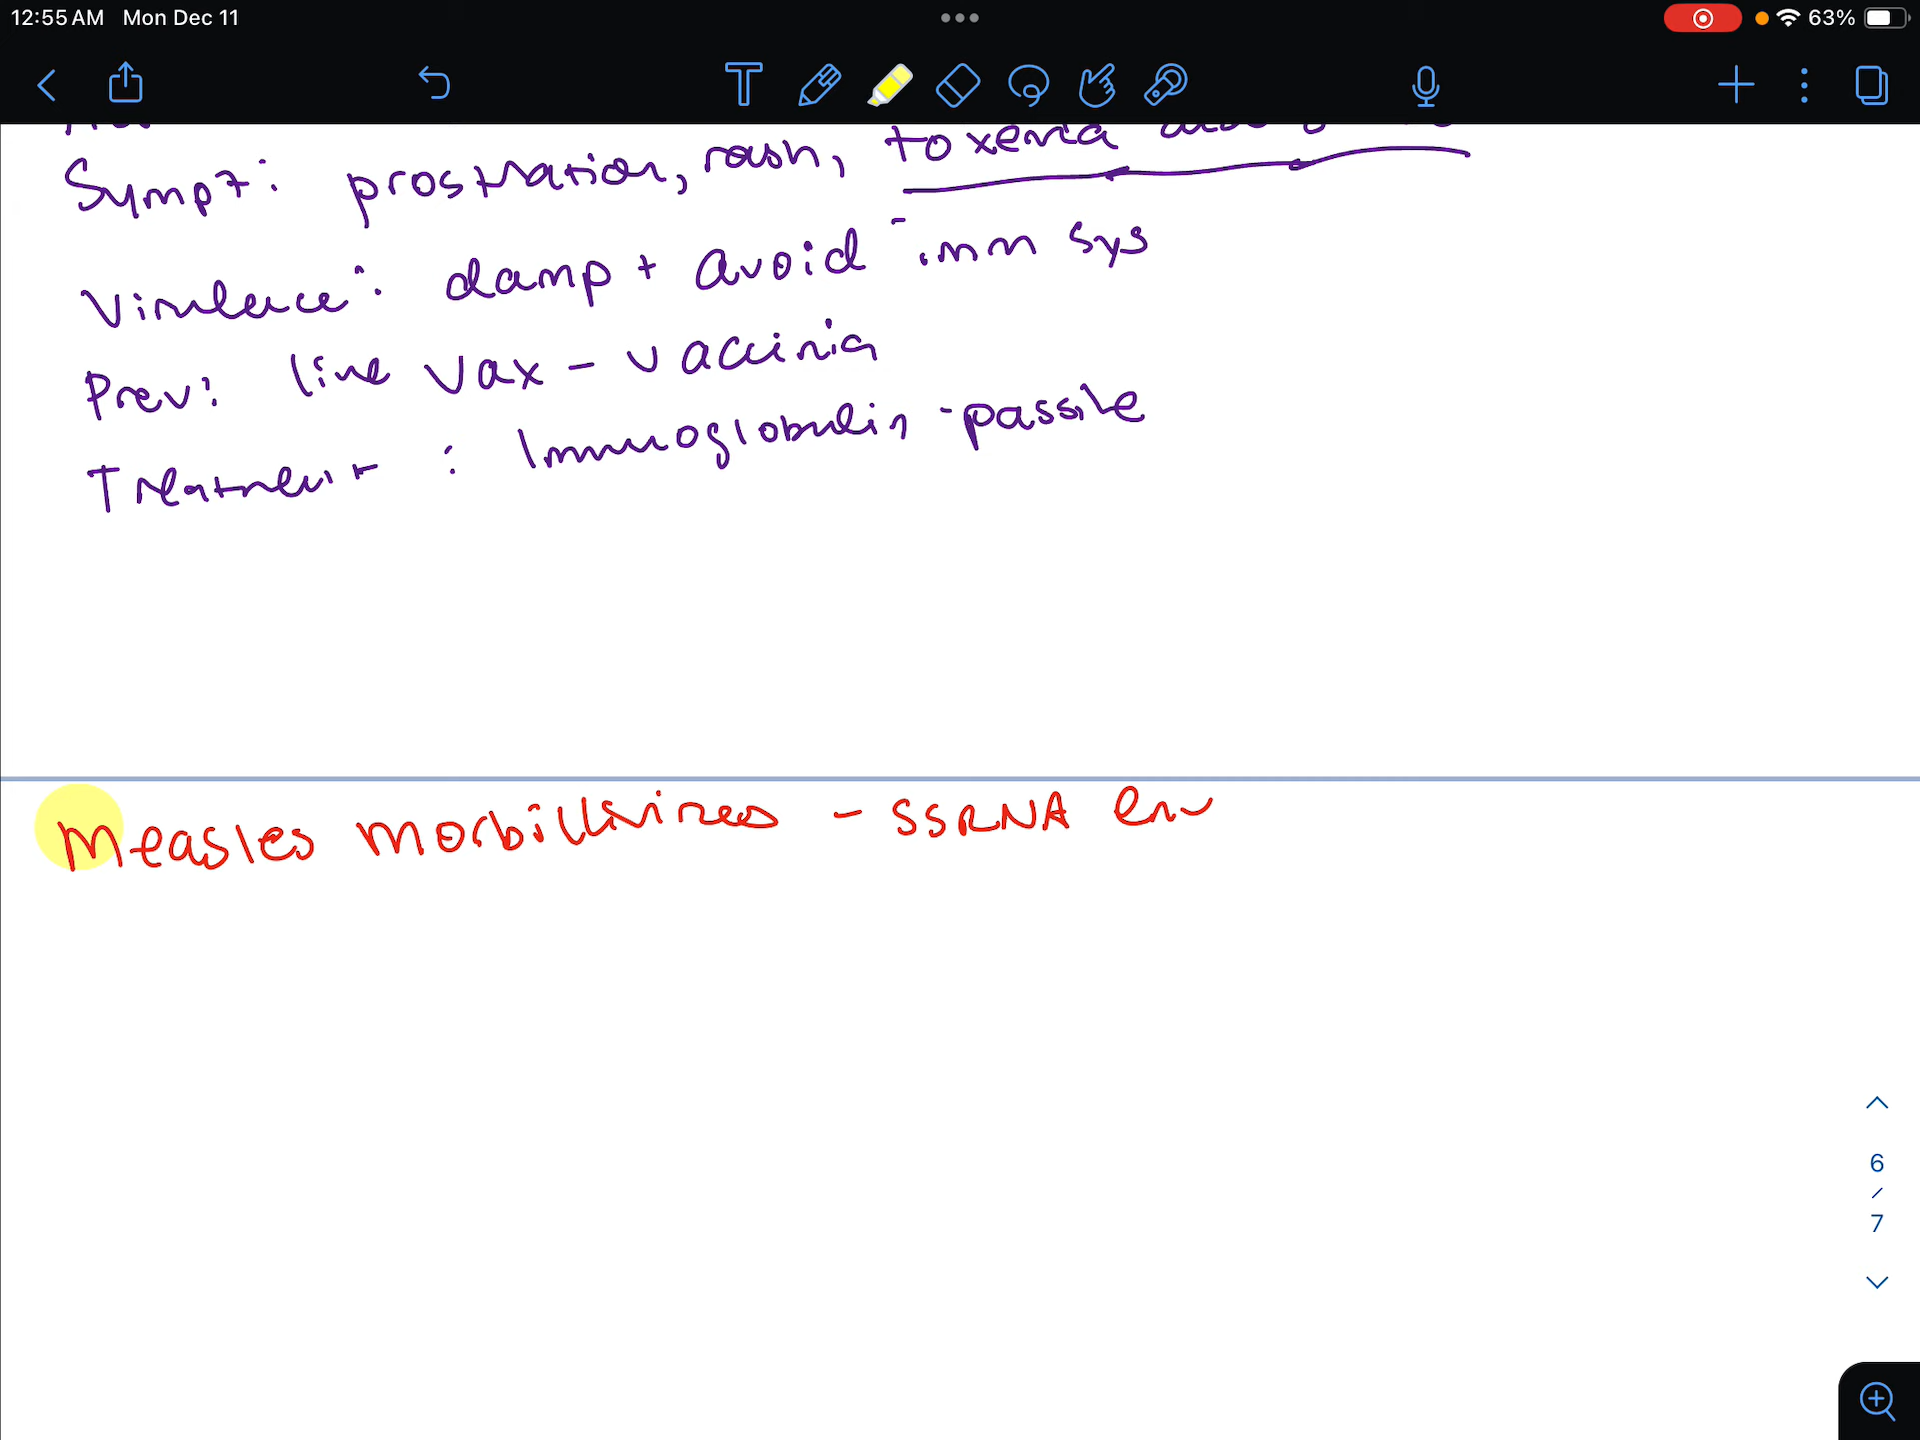 12:55 AM Mon Dec 11
63%
T
Sympt: prostration, rash, toxemia
Virulence: damp + avoid imm sys
Prev: live vax - vaccinia
Treatment: Immunoglobulin - passive
Measles morbillivirus - SSRNA env
6
/
7